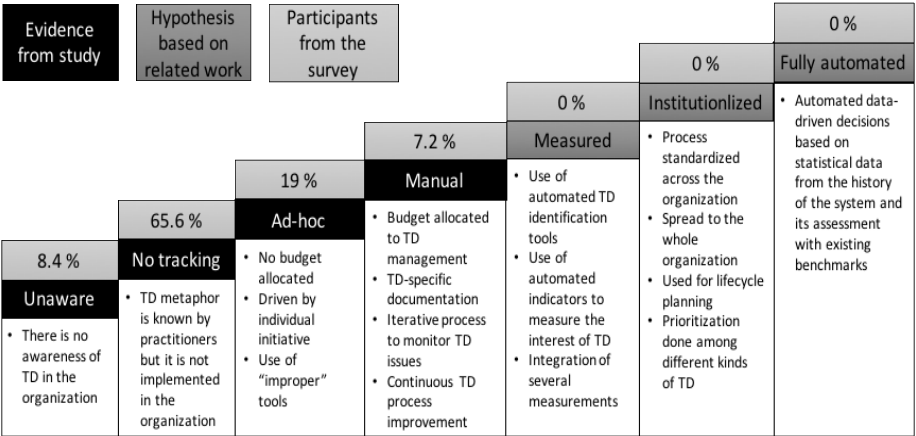 Evidence
from study
Hypothesis
based on
related work
Participants
from the
survey
8.4 %
Unaware
• There is no
awareness of
TD in the
organization
65.6 %
No tracking
• TD metaphor
is known by
practitioners
but it is not
implemented
in the
organization
19 %
Ad-hoc
• No budget
allocated
• Driven by
individual
initiative
• Use of
“improper”
tools
7.2 %
Manual
• Budget allocated
to TD
management
• TD-specific
documentation
• Iterative process
to monitor TD
issues
• Continuous TD
process
improvement
0 %
Measured
• Use of
automated TD
identification
tools
• Use of
automated
indicators to
measure the
interest of TD
• Integration of
several
measurements
0 %
Institutionlized
• Process
standardized
across the
organization
• Spread to the
whole
organization
• Used for lifecycle
planning
• Prioritization
done among
different kinds
of TD
0 %
Fully automated
• Automated data-
driven decisions
based on
statistical data
from the history
of the system and
its assessment
with existing
benchmarks